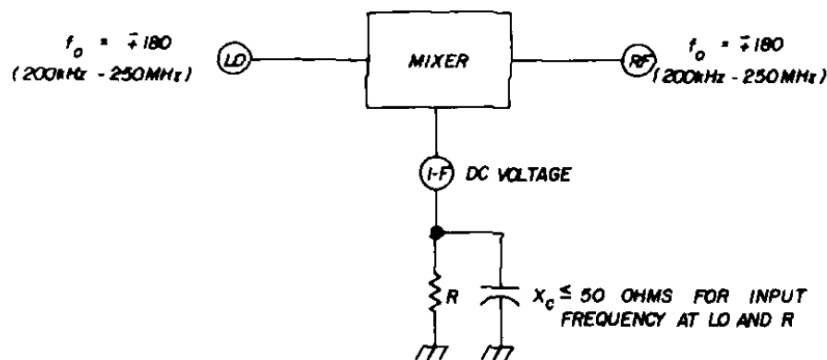 f₀ = ∓180
(200kHz - 250MHz)
LO
MIXER
RF
f₀ = ∓180
(200kHz - 250MHz)
I-F
DC VOLTAGE
R
X_C ≤ 50 OHMS FOR INPUT
FREQUENCY AT LO AND R